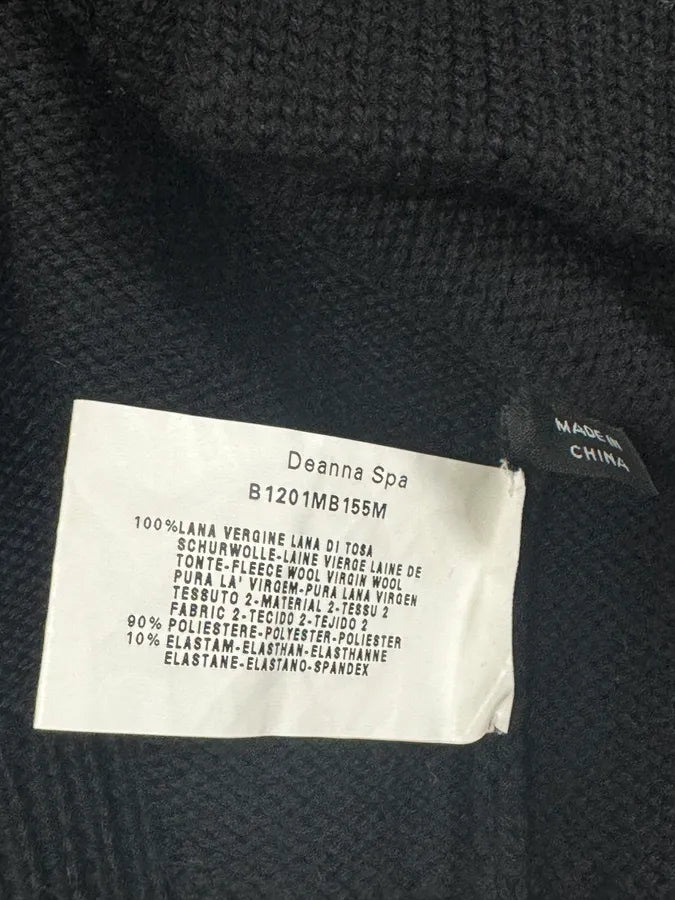 Deanna Spa
B1201MB155M
100%LANA VERGINE LANA DI TOSA
SCHURWOLLE-LAINE VIERGE LAINE DE
TONTE-FLEECE WOOL VIRGIN WOOL
PURA LA' VIRGEM-PURA LANA VIRGEN
TESSUTO 2-MATERIAL 2-TESSU 2
FABRIC 2-TECIDO 2-TEJIDO 2
90% POLIESTERE-POLYESTER-POLIESTER
10% ELASTAM-ELASTHAN-ELASTHANNE
ELASTANE-ELASTANO-SPANDEX
MADE IN
CHINA